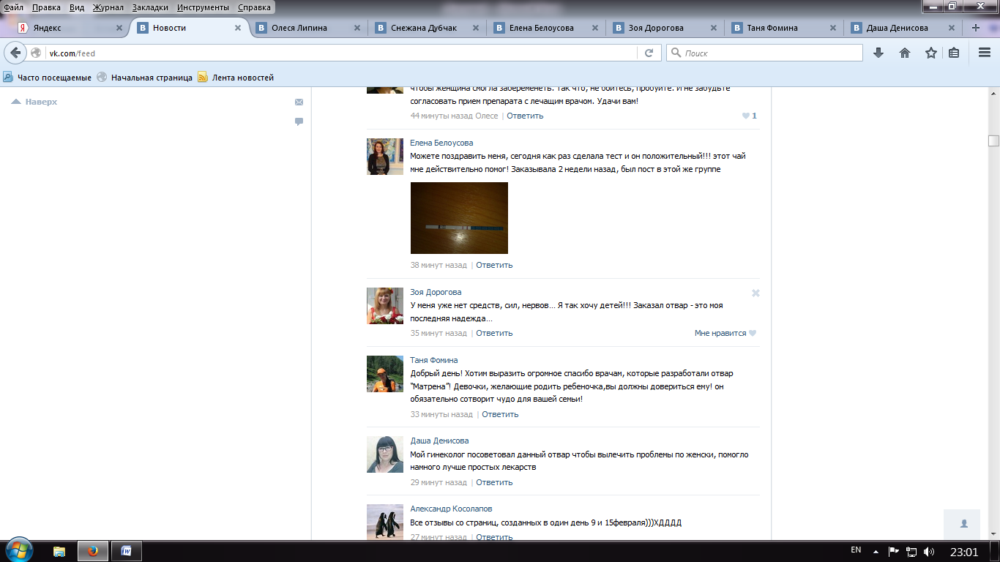 Файл Правка Вид Журнал Закладки Инструменты Справка
Яндекс Новости Олеся Липина Снежана Дубчак Елена Белоусова Зоя Дорогова Таня Фомина Даша Денисова
vk.com/feed Поиск
Часто посещаемые Начальная страница Лента новостей
Наверх
чтобы женщина смогла забеременеть. Так что, не бойтесь, пробуйте. И не забудьте
согласовать прием препарата с лечащим врачом. Удачи вам!
44 минуты назад Олесе | Ответить 1
Елена Белоусова
Можете поздравить меня, сегодня как раз сделала тест и он положительный!!! этот чай
мне действительно помог! Заказывала 2 недели назад, был пост в этой же группе
38 минут назад | Ответить
Зоя Дорогова
У меня уже нет средств, сил, нервов... Я так хочу детей!!! Заказал отвар - это моя
последняя надежда...
35 минут назад | Ответить Мне нравится
Таня Фомина
Добрый день! Хотим выразить огромное спасибо врачам, которые разработали отвар
"Матрена"! Девочки, желающие родить ребеночка,вы должны довериться ему! он
обязательно сотворит чудо для вашей семьи!
33 минуты назад | Ответить
Даша Денисова
Мой гинеколог посоветовал данный отвар чтобы вылечить проблемы по женски, помогло
намного лучше простых лекарств
29 минут назад | Ответить
Александр Косолапов
Все отзывы со страниц, созданных в один день 9 и 15февраля)))ХДДДД
27 минут назад | Ответить
EN 23:01